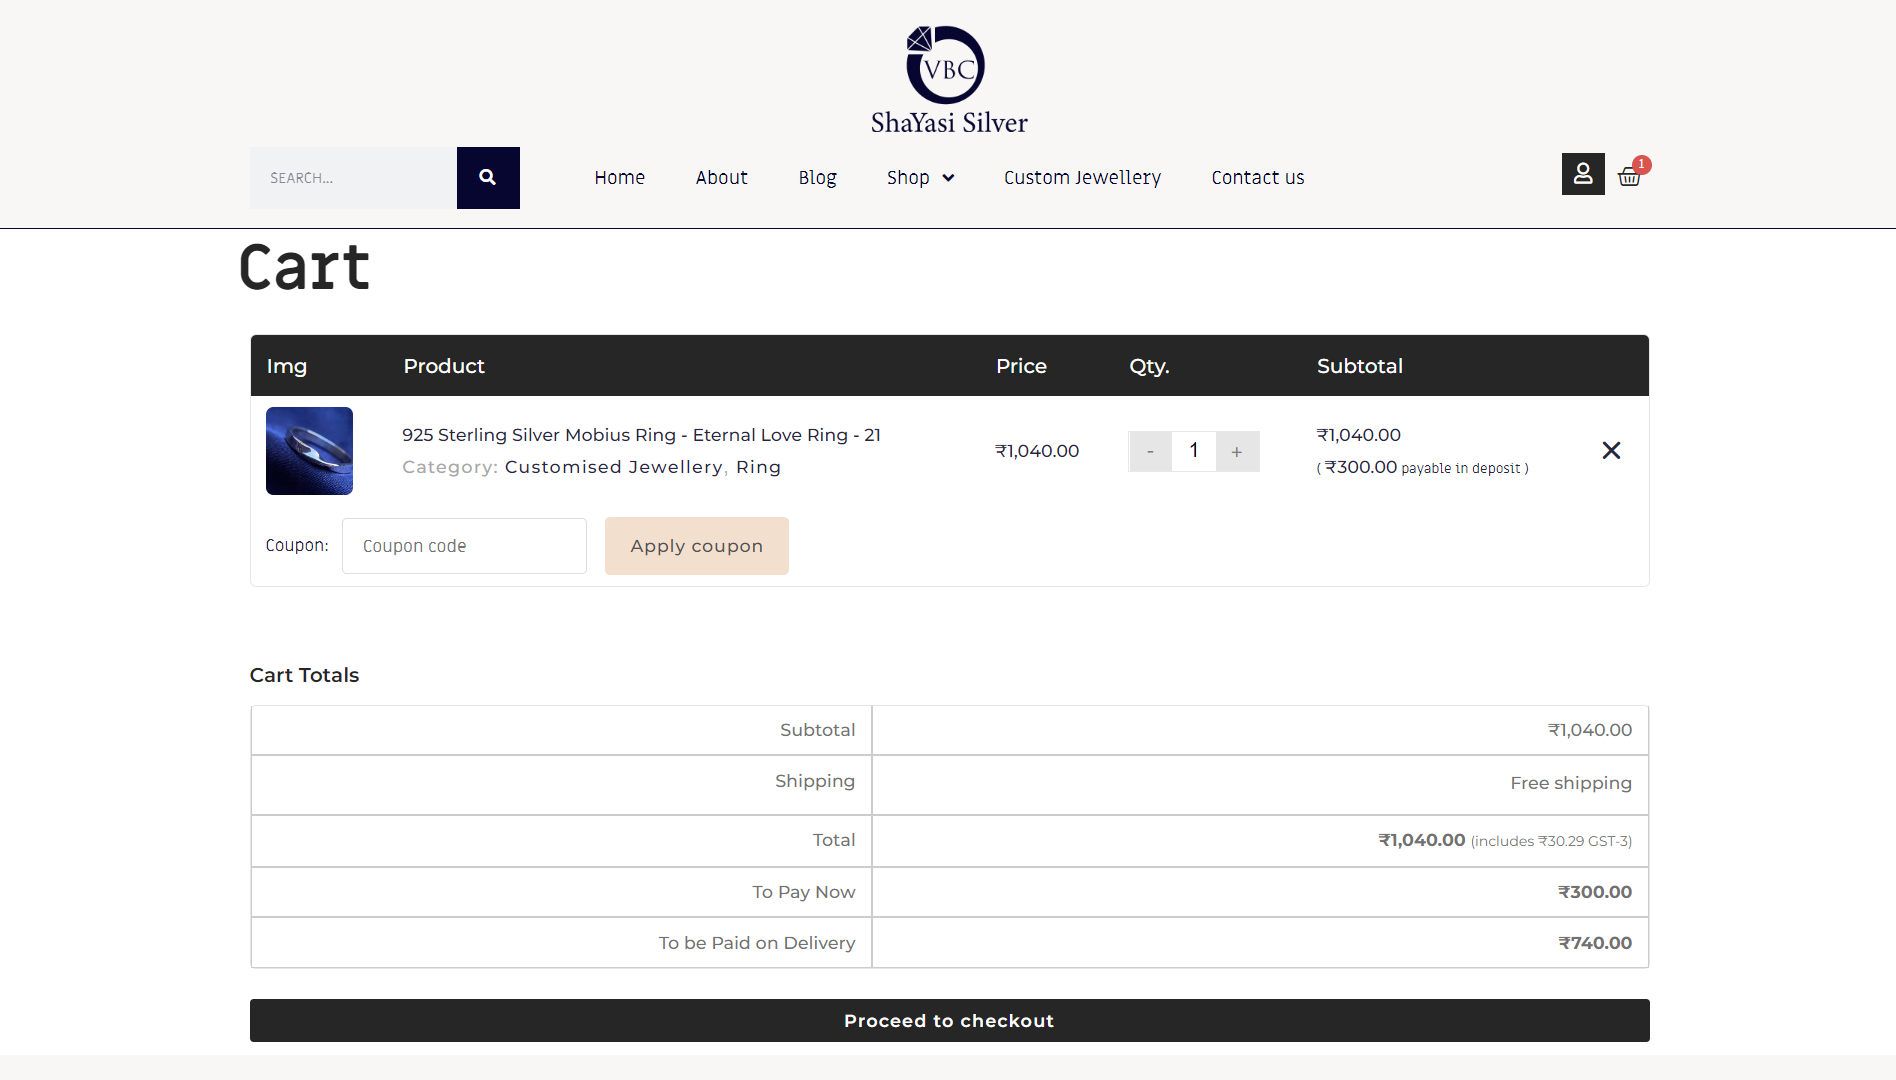 VBC
ShaYasi Silver
SEARCH...
Home About Blog Shop Custom Jewellery Contact us
1
Cart
Img Product Price Qty. Subtotal
925 Sterling Silver Mobius Ring - Eternal Love Ring - 21
Category: Customised Jewellery, Ring
₹1,040.00
- 1 +
₹1,040.00
( ₹300.00 payable in deposit )
Coupon: Coupon code Apply coupon
Cart Totals
Subtotal ₹1,040.00
Shipping Free shipping
Total ₹1,040.00 (includes ₹30.29 GST-3)
To Pay Now ₹300.00
To be Paid on Delivery ₹740.00
Proceed to checkout